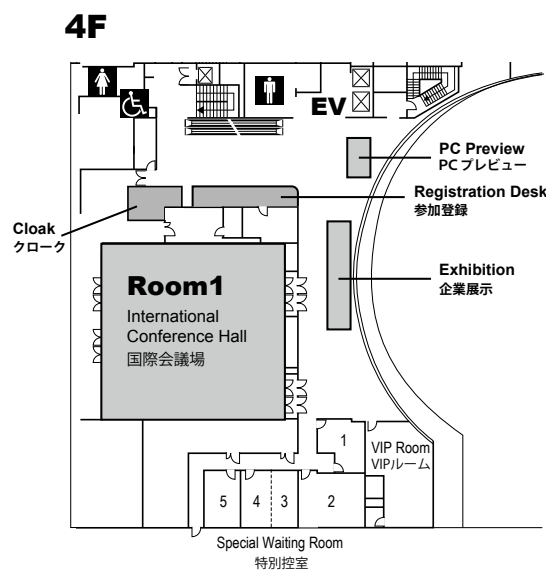 4F
EV
PC Preview
PCプレビュー
Registration Desk
参加登録
Cloak
クローク
Exhibition
企業展示
Room1
International
Conference Hall
国際会議場
1
VIP Room
VIPルーム
5
4
3
2
Special Waiting Room
特別控室